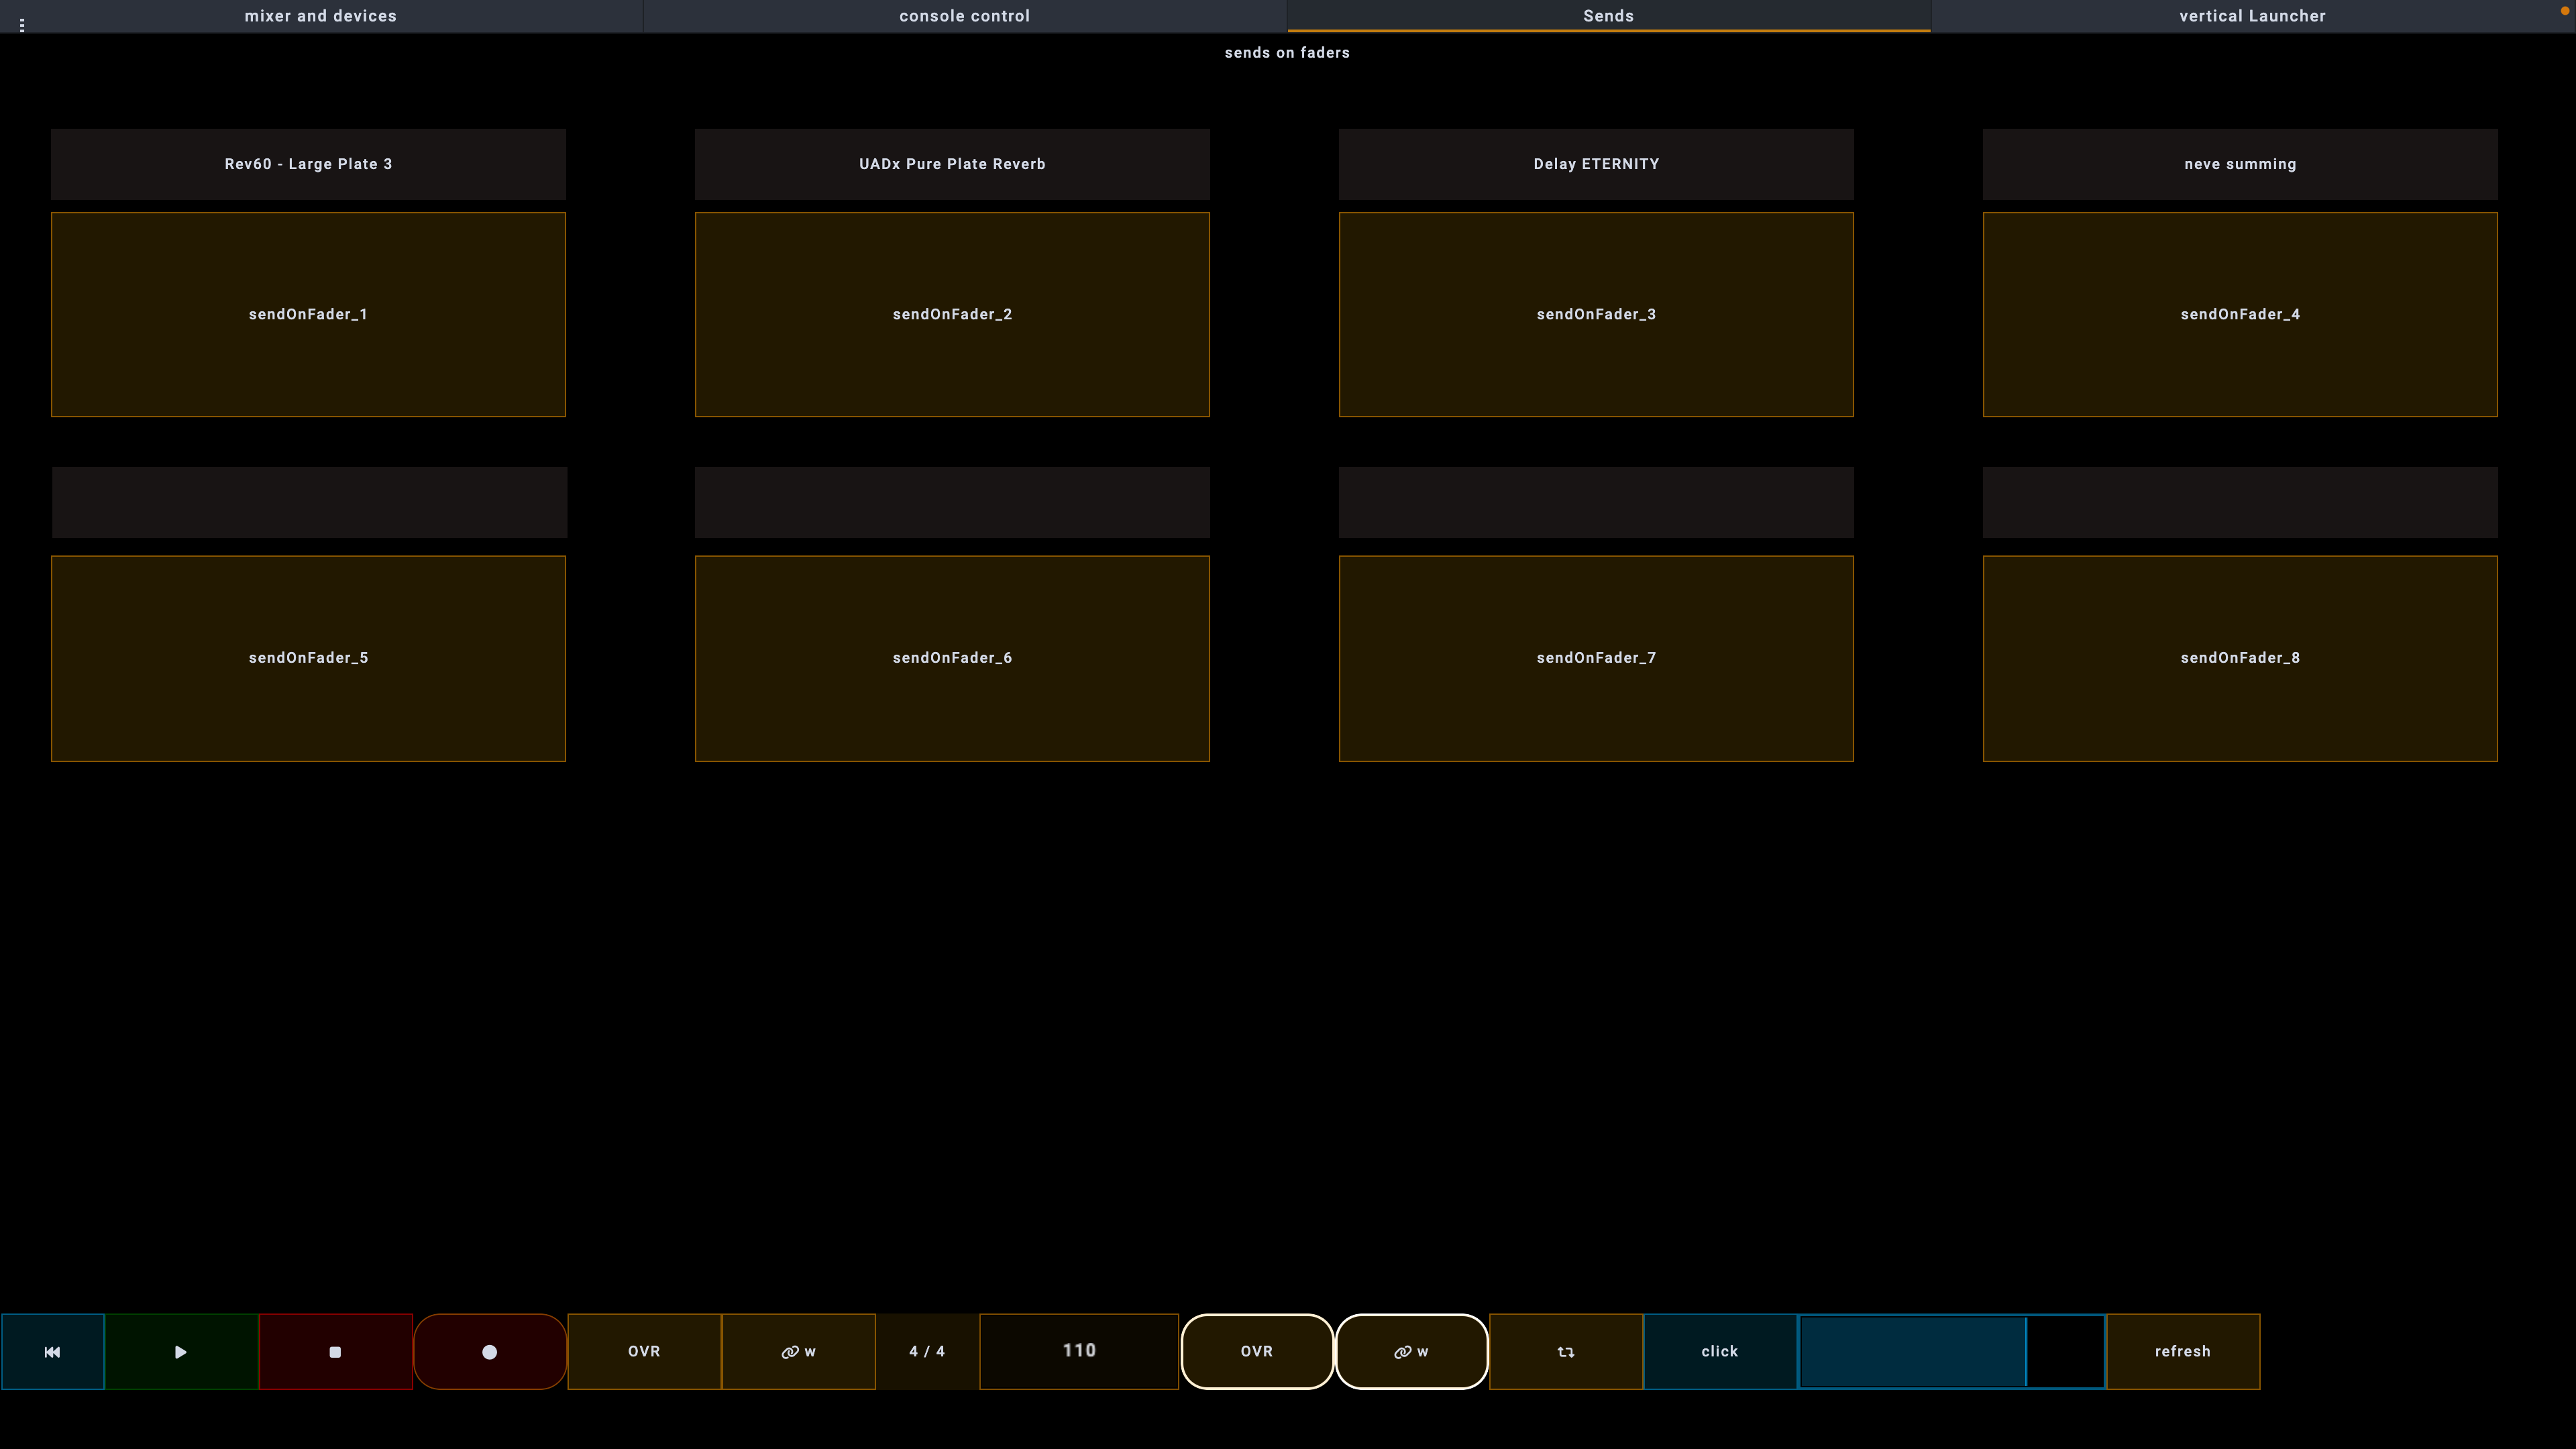 mixer and devices
console control
Sends
vertical Launcher
sends on faders
Rev60 - Large Plate 3
UADx Pure Plate Reverb
Delay ETERNITY
neve summing
sendOnFader_1
sendOnFader_2
sendOnFader_3
sendOnFader_4
sendOnFader_5
sendOnFader_6
sendOnFader_7
sendOnFader_8
OVR
w
4 / 4
110
OVR
w
click
refresh